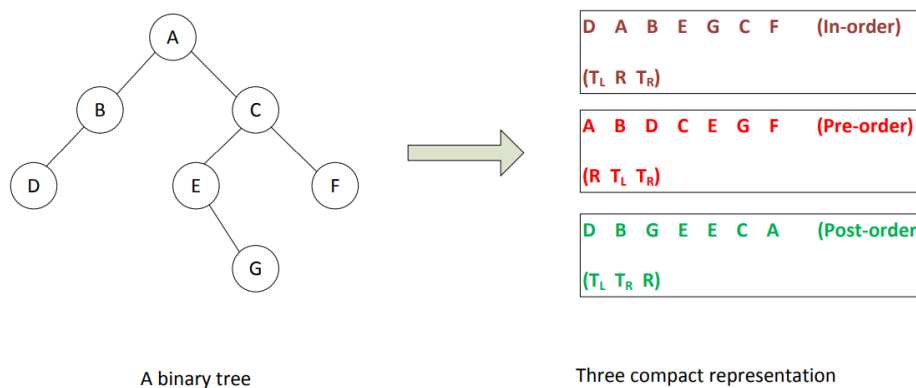 A
B
C
D
E
F
G
A binary tree
D A B E G C F (In-order)
(TL R TR)
A B D C E G F (Pre-order)
(R TL TR)
D B G E E C A (Post-order
(TL TR R)
Three compact representation